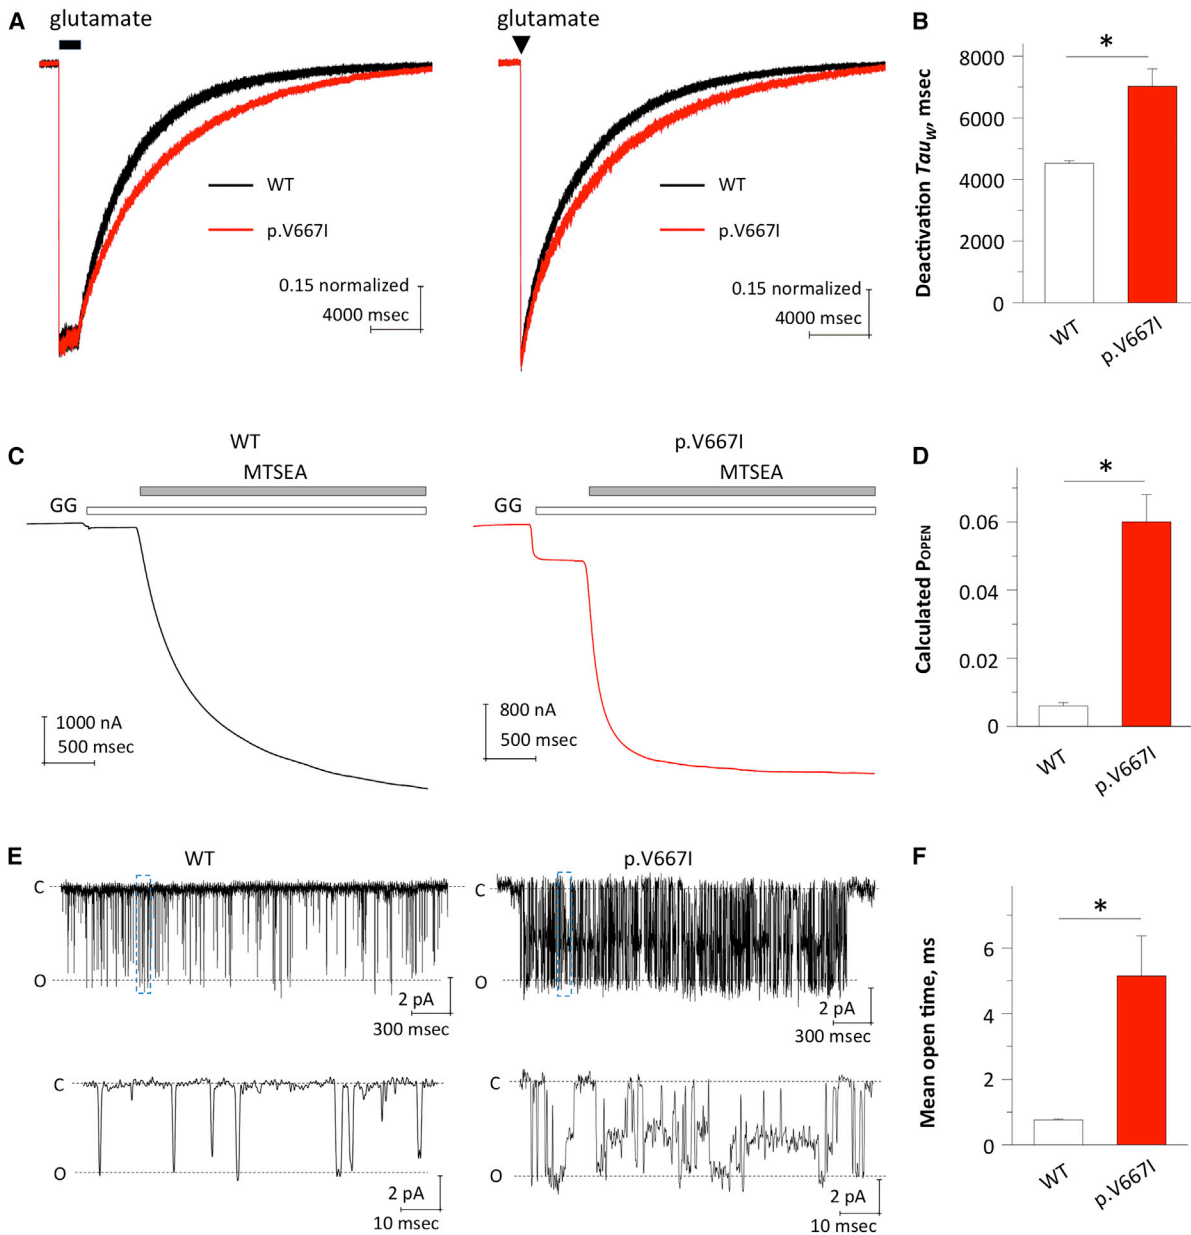 A
glutamate
WT
p.V667I
0.15 normalized
4000 msec
glutamate
WT
p.V667I
0.15 normalized
4000 msec
B
Deactivation Tau_W, msec
8000
6000
4000
2000
0
*
WT
p.V667I
C
WT
MTSEA
GG
1000 nA
500 msec
p.V667I
MTSEA
GG
800 nA
500 msec
D
Calculated P_OPEN
0.06
0.04
0.02
0
*
WT
p.V667I
E
WT
C
O
2 pA
300 msec
C
O
2 pA
10 msec
p.V667I
C
O
2 pA
300 msec
C
O
2 pA
10 msec
F
Mean open time, ms
6
4
2
0
*
WT
p.V667I